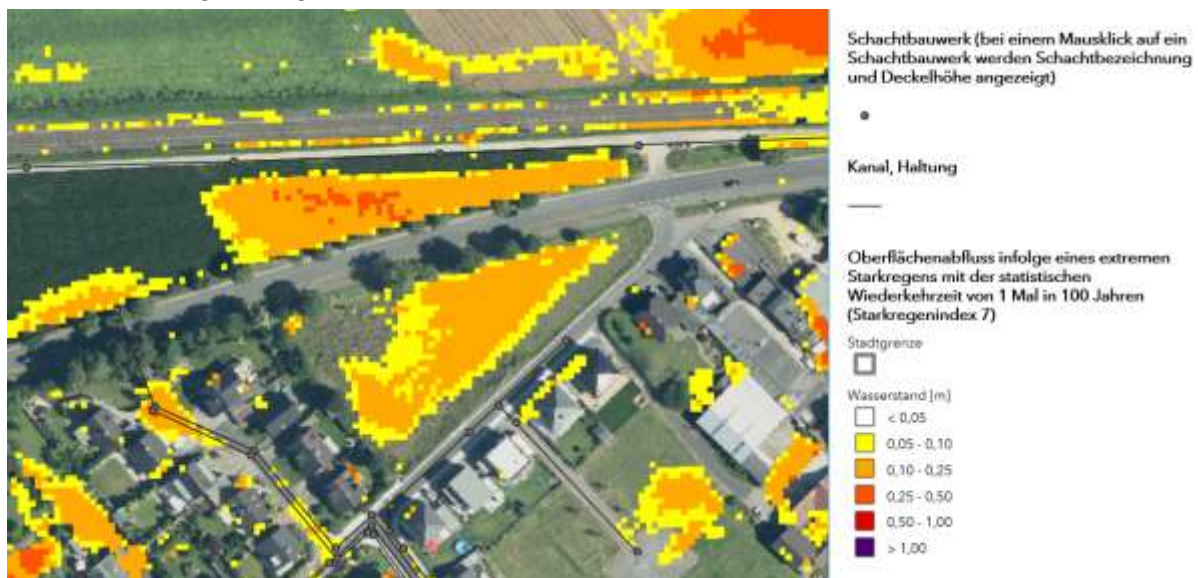 Schachtbauwerk (bei einem Mausklick auf ein
Schachtbauwerk werden Schachtbezeichnung
und Deckelhöhe angezeigt)
Kanal, Haltung
Oberflächenabfluss infolge eines extremen
Starkregens mit der statistischen
Wiederkehrzeit von 1 Mal in 100 Jahren
(Starkregenindex 7)
Stadtgrenze
Wasserstand [m]
< 0,05
0,05 - 0,10
0,10 - 0,25
0,25 - 0,50
0,50 - 1,00
> 1,00